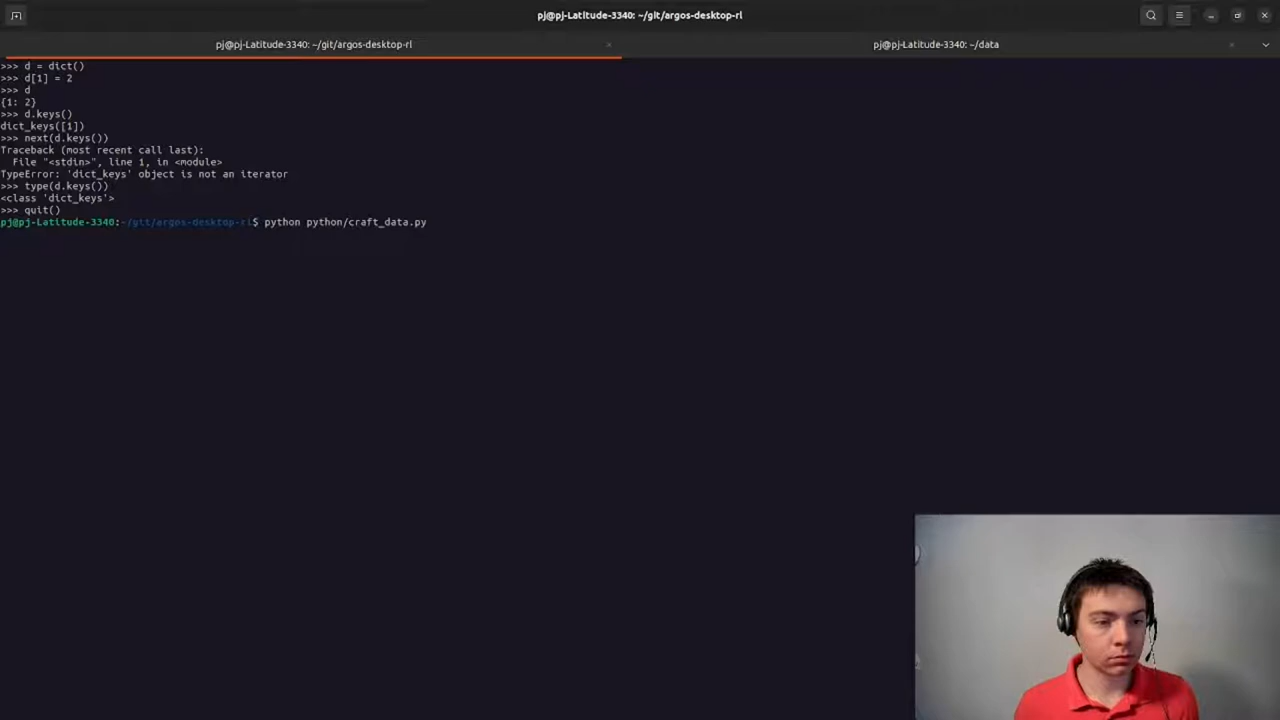 pj@pj-Latitude-3340: ~/git/argos-desktop-rl
pj@pj-Latitude-3340: ~/git/argos-desktop-rl
pj@pj-Latitude-3340: ~/data
>>> d = dict()
>>> d[1] = 2
>>> d
{1: 2}
>>> d.keys()
dict_keys([1])
>>> next(d.keys())
Traceback (most recent call last):
  File "<stdin>", line 1, in <module>
TypeError: 'dict_keys' object is not an iterator
>>> type(d.keys())
<class 'dict_keys'>
>>> quit()
pj@pj-Latitude-3340:~/git/argos-desktop-rl$ python python/craft_data.py